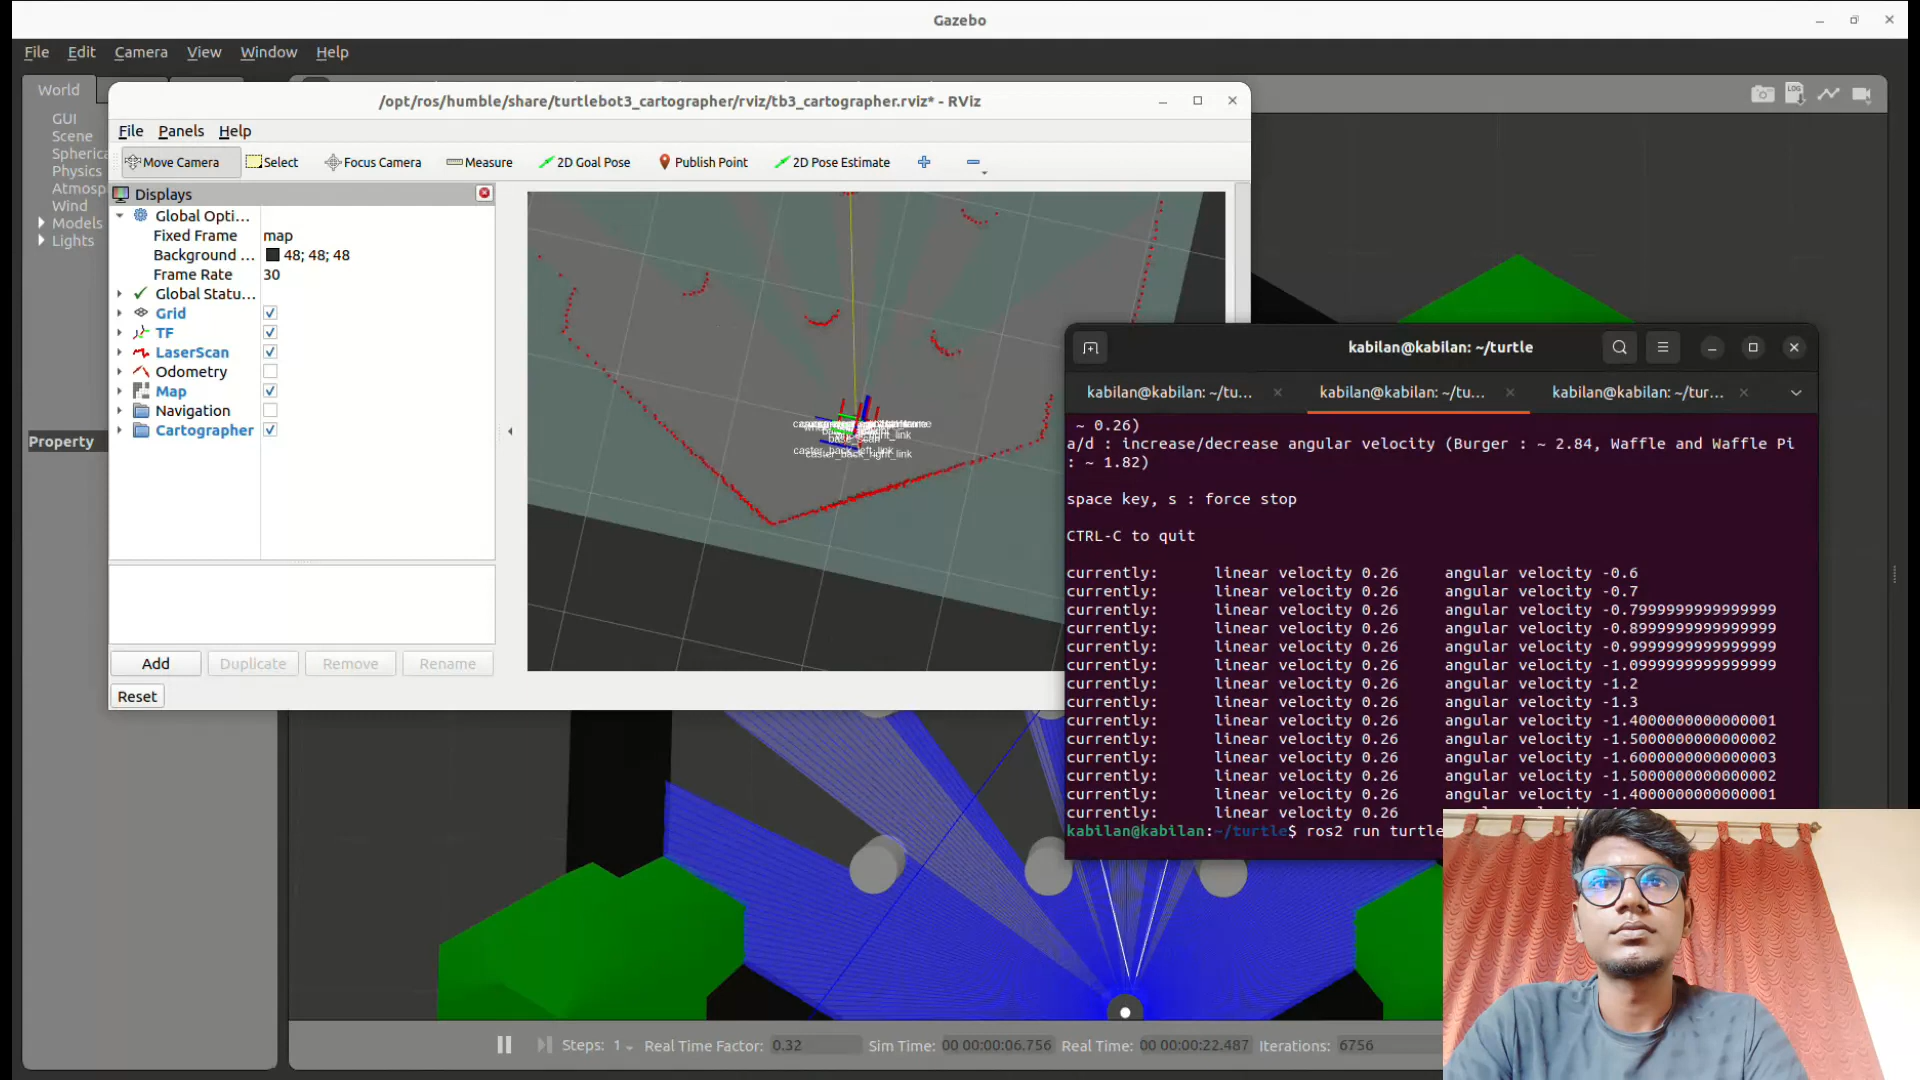 Gazebo
File Edit Camera View Window Help
World
GUI
Scene
Spherica
Physics
Atmosp
Wind
Models
Lights
Property
/opt/ros/humble/share/turtlebot3_cartographer/rviz/tb3_cartographer.rviz* - RViz
File Panels Help
Move Camera Select Focus Camera Measure 2D Goal Pose Publish Point 2D Pose Estimate
Displays
Global Opti...
Fixed Frame map
Background ... 48; 48; 48
Frame Rate 30
Global Statu...
Grid
TF
LaserScan
Odometry
Map
Navigation
Cartographer
Add Duplicate Remove Rename
Reset
caster_back_left_link
caster_back_right_link
kabilan@kabilan: ~/turtle
kabilan@kabilan: ~/tu... kabilan@kabilan: ~/tu... kabilan@kabilan: ~/tur...
~ 0.26)
a/d : increase/decrease angular velocity (Burger : ~ 2.84, Waffle and Waffle Pi
: ~ 1.82)
space key, s : force stop
CTRL-C to quit
currently: linear velocity 0.26 angular velocity -0.6
currently: linear velocity 0.26 angular velocity -0.7
currently: linear velocity 0.26 angular velocity -0.7999999999999999
currently: linear velocity 0.26 angular velocity -0.8999999999999999
currently: linear velocity 0.26 angular velocity -0.9999999999999999
currently: linear velocity 0.26 angular velocity -1.0999999999999999
currently: linear velocity 0.26 angular velocity -1.2
currently: linear velocity 0.26 angular velocity -1.3
currently: linear velocity 0.26 angular velocity -1.4000000000000001
currently: linear velocity 0.26 angular velocity -1.5000000000000002
currently: linear velocity 0.26 angular velocity -1.6000000000000003
currently: linear velocity 0.26 angular velocity -1.5000000000000002
currently: linear velocity 0.26 angular velocity -1.4000000000000001
currently: linear velocity 0.26
kabilan@kabilan:~/turtle$ ros2 run turtle
Steps: 1 Real Time Factor: 0.32 Sim Time: 00 00:00:06.756 Real Time: 00 00:00:22.487 Iterations: 6756